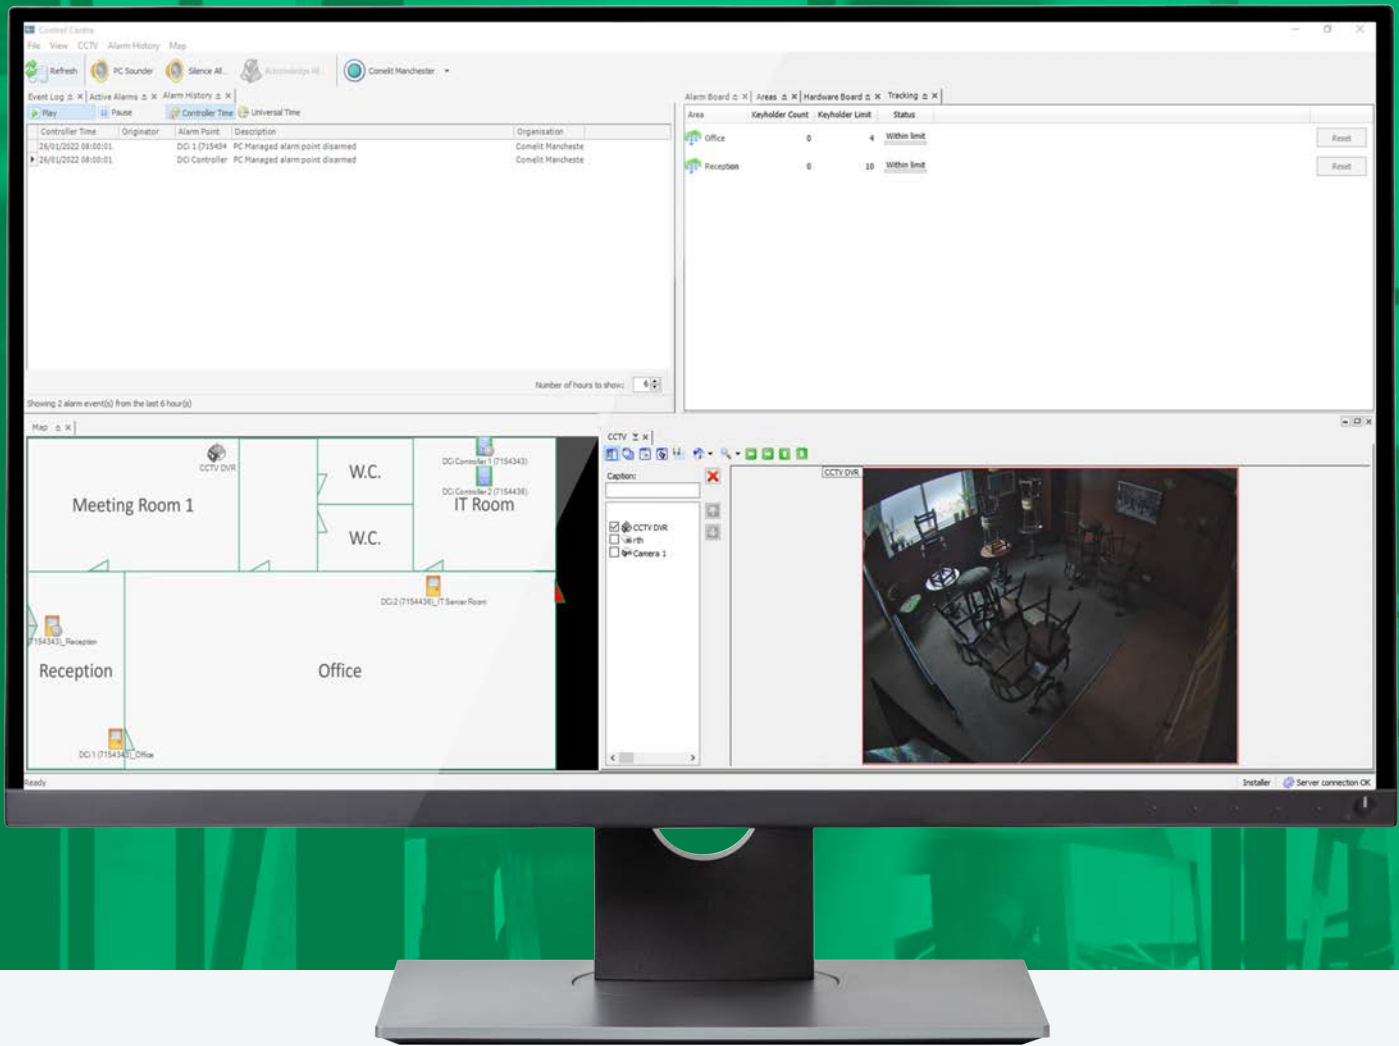 Control Centre
File View CCTV Alarm History Map
Refresh PC Sounder Silence All... Acknowledge All... Comelit Manchester
Event Log Active Alarms Alarm History
Play Pause Controller Time Universal Time
Controller Time Originator Alarm Point Description Organisation
26/01/2022 08:00:01 DCi 1 (715434 PC Managed alarm point disarmed Comelit Mancheste
26/01/2022 08:00:01 DCi Controller PC Managed alarm point disarmed Comelit Mancheste
Number of hours to show: 6
Showing 2 alarm event(s) from the last 6 hour(s)
Alarm Board Areas Hardware Board Tracking
Area Keyholder Count Keyholder Limit Status
Office 0 4 Within limit Reset
Reception 0 10 Within limit Reset
Map
CCTV DVR
Meeting Room 1
W.C.
W.C.
DCi Controller 1 (7154343)
DCi Controller 2 (7154436)
IT Room
DCi 2 (7154436)_IT Server Room
7154343)_Reception
Reception
Office
DCi 1 (7154343)_Office
CCTV
Caption:
CCTV DVR
rth
Camera 1
CCTV DVR
Ready
Installer Server connection OK